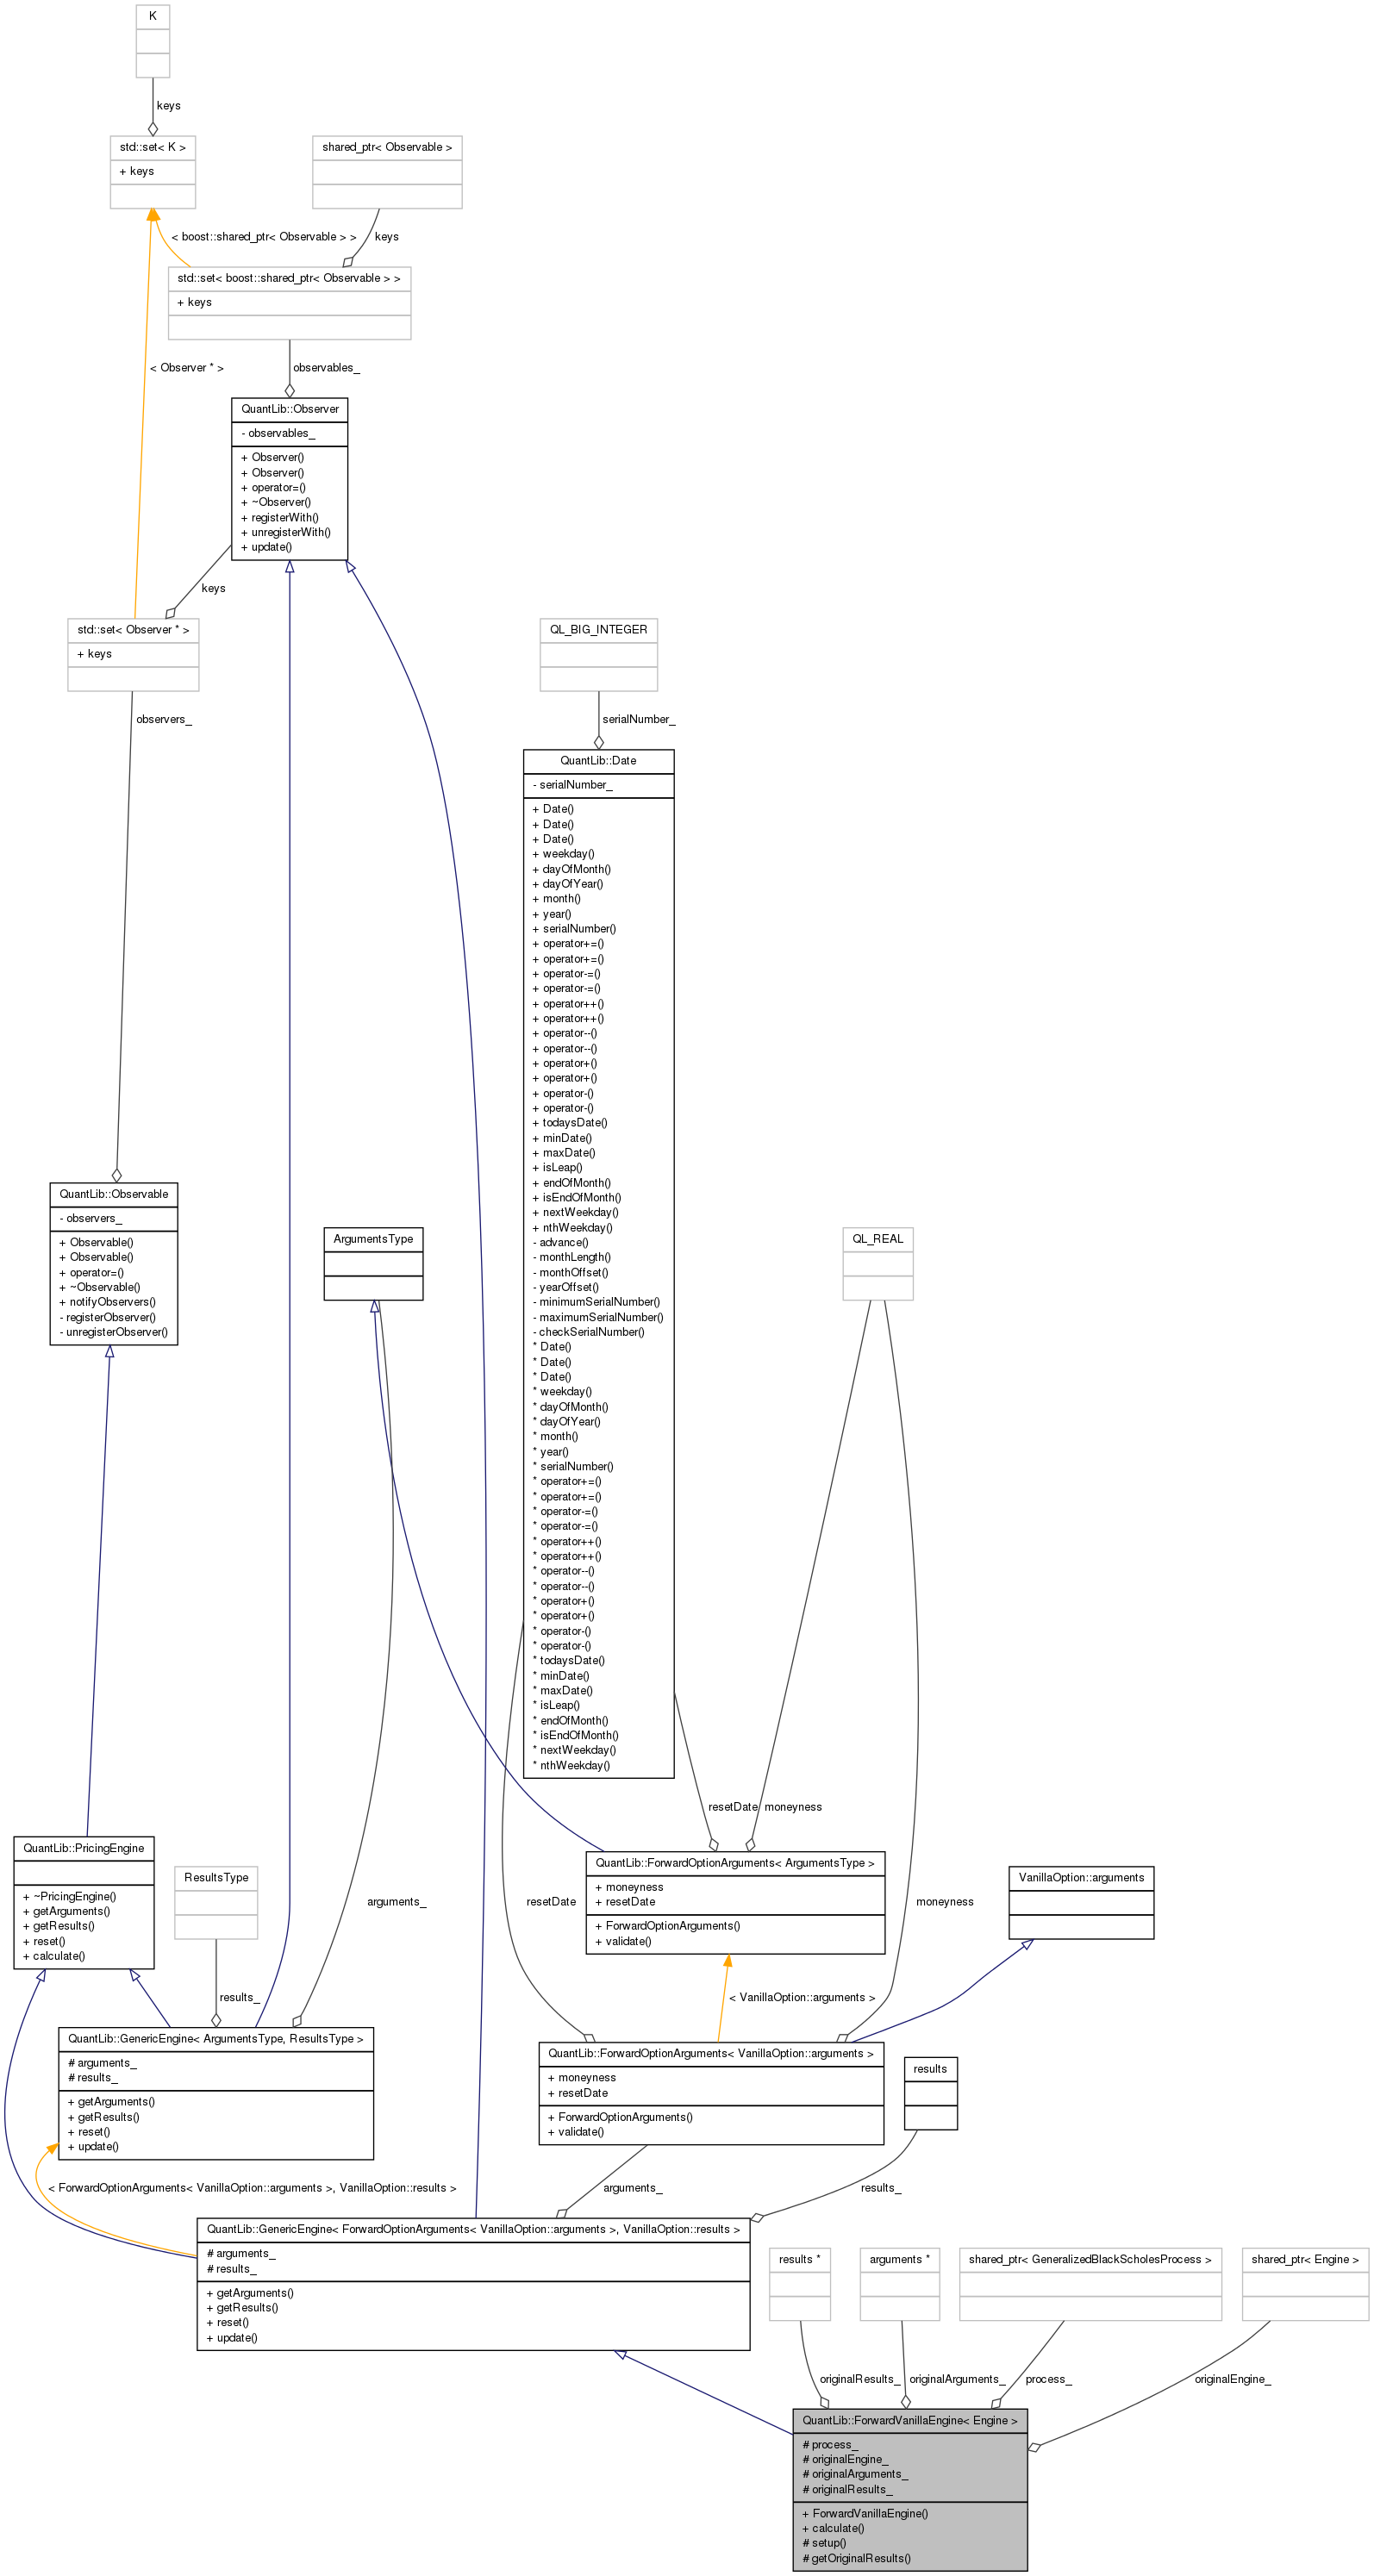 K
keys
std::set< K >
+ keys
shared_ptr< Observable >
< boost::shared_ptr< Observable > >
keys
std::set< boost::shared_ptr< Observable > >
+ keys
< Observer * >
observables_
QuantLib::Observer
- observables_
+ Observer()
+ Observer()
+ operator=()
+ ~Observer()
+ registerWith()
+ unregisterWith()
+ update()
keys
std::set< Observer * >
+ keys
QL_BIG_INTEGER
observers_
serialNumber_
QuantLib::Date
- serialNumber_
+ Date()
+ Date()
+ Date()
+ weekday()
+ dayOfMonth()
+ dayOfYear()
+ month()
+ year()
+ serialNumber()
+ operator+=()
+ operator+=()
+ operator-=()
+ operator-=()
+ operator++()
+ operator++()
+ operator--()
+ operator--()
+ operator+()
+ operator+()
+ operator-()
+ operator-()
+ todaysDate()
+ minDate()
+ maxDate()
+ isLeap()
+ endOfMonth()
+ isEndOfMonth()
+ nextWeekday()
+ nthWeekday()
- advance()
- monthLength()
- monthOffset()
- yearOffset()
- minimumSerialNumber()
- maximumSerialNumber()
- checkSerialNumber()
* Date()
* Date()
* Date()
* weekday()
* dayOfMonth()
* dayOfYear()
* month()
* year()
* serialNumber()
* operator+=()
* operator+=()
* operator-=()
* operator-=()
* operator++()
* operator++()
* operator--()
* operator--()
* operator+()
* operator+()
* operator-()
* operator-()
* todaysDate()
* minDate()
* maxDate()
* isLeap()
* endOfMonth()
* isEndOfMonth()
* nextWeekday()
* nthWeekday()
QuantLib::Observable
- observers_
+ Observable()
+ Observable()
+ operator=()
+ ~Observable()
+ notifyObservers()
- registerObserver()
- unregisterObserver()
ArgumentsType
QL_REAL
resetDate
moneyness
QuantLib::PricingEngine
+ ~PricingEngine()
+ getArguments()
+ getResults()
+ reset()
+ calculate()
ResultsType
arguments_
resetDate
QuantLib::ForwardOptionArguments< ArgumentsType >
+ moneyness
+ resetDate
+ ForwardOptionArguments()
+ validate()
moneyness
VanillaOption::arguments
results_
< VanillaOption::arguments >
QuantLib::GenericEngine< ArgumentsType, ResultsType >
# arguments_
# results_
+ getArguments()
+ getResults()
+ reset()
+ update()
QuantLib::ForwardOptionArguments< VanillaOption::arguments >
+ moneyness
+ resetDate
+ ForwardOptionArguments()
+ validate()
results
< ForwardOptionArguments< VanillaOption::arguments >, VanillaOption::results >
arguments_
results_
QuantLib::GenericEngine< ForwardOptionArguments< VanillaOption::arguments >, VanillaOption::results >
# arguments_
# results_
+ getArguments()
+ getResults()
+ reset()
+ update()
results *
arguments *
shared_ptr< GeneralizedBlackScholesProcess >
shared_ptr< Engine >
originalResults_
originalArguments_
process_
originalEngine_
QuantLib::ForwardVanillaEngine< Engine >
# process_
# originalEngine_
# originalArguments_
# originalResults_
+ ForwardVanillaEngine()
+ calculate()
# setup()
# getOriginalResults()